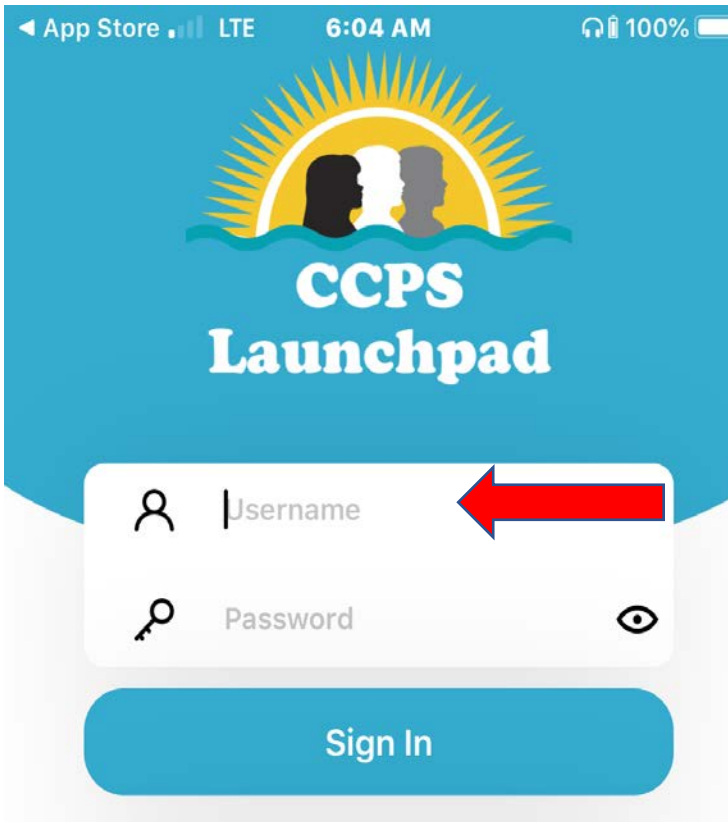 ◀ App Store LTE 6:04 AM 100%
CCPS
Launchpad
Username
Password
Sign In